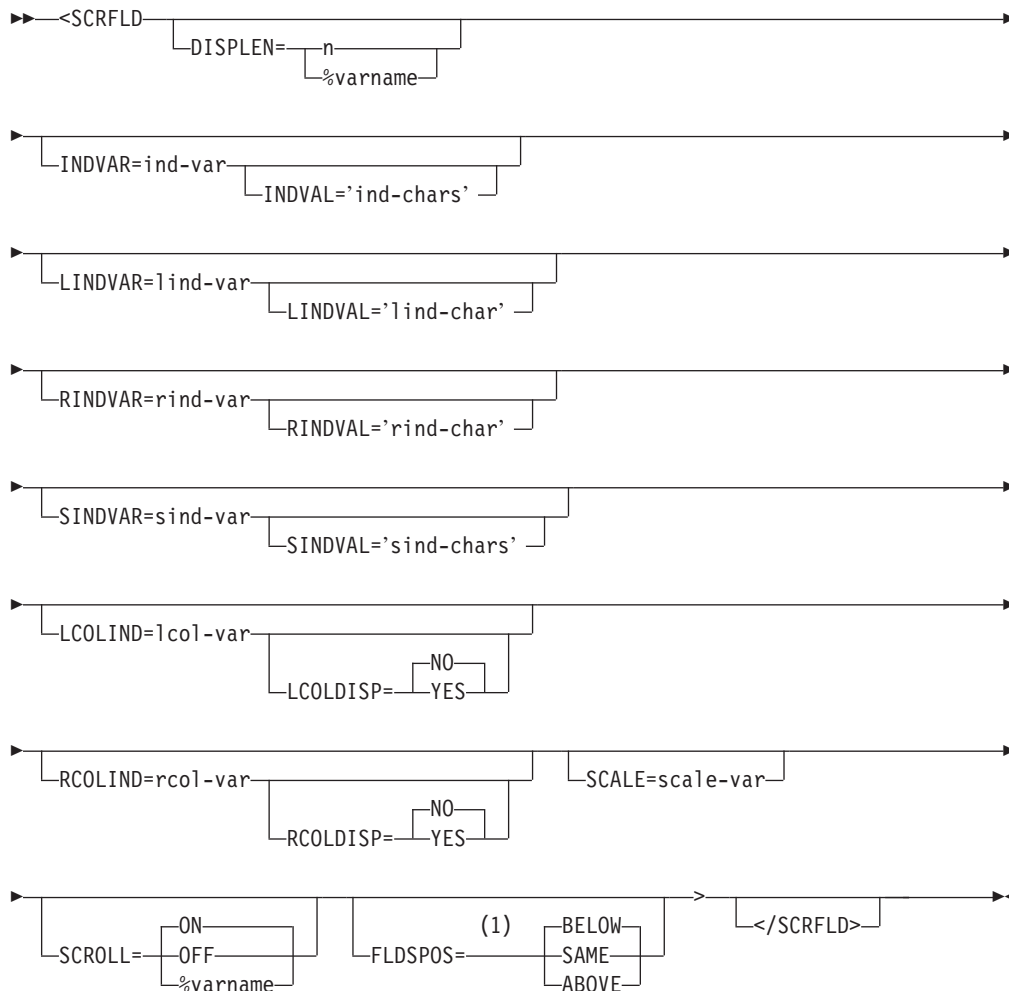 <SCRFLD
DISPLEN= n
%varname
INDVAR=ind-var
INDVAL=’ind-chars’
LINDVAR=lind-var
LINDVAL=’lind-char’
RINDVAR=rind-var
RINDVAL=’rind-char’
SINDVAR=sind-var
SINDVAL=’sind-chars’
LCOLIND=lcol-var
NO
LCOLDISP= YES
RCOLIND=rcol-var SCALE=scale-var
NO
RCOLDISP= YES
>
ON (1) BELOW </SCRFLD>
SCROLL= OFF FLDSPOS= SAME
%varname ABOVE